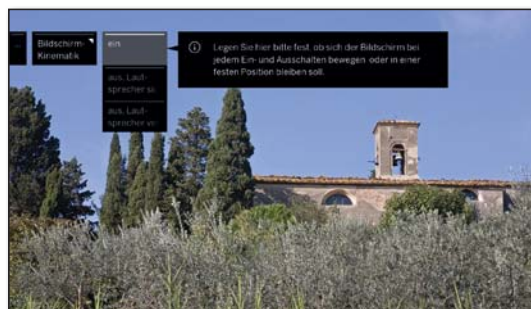 ...
Bildschirm-
Kinematik
ein
Legen Sie hier bitte fest, ob sich der Bildschirm bei
jedem Ein- und Ausschalten bewegen oder in einer
festen Position bleiben soll.
aus, Laut-
sprecher
aus, Laut-
sprecher